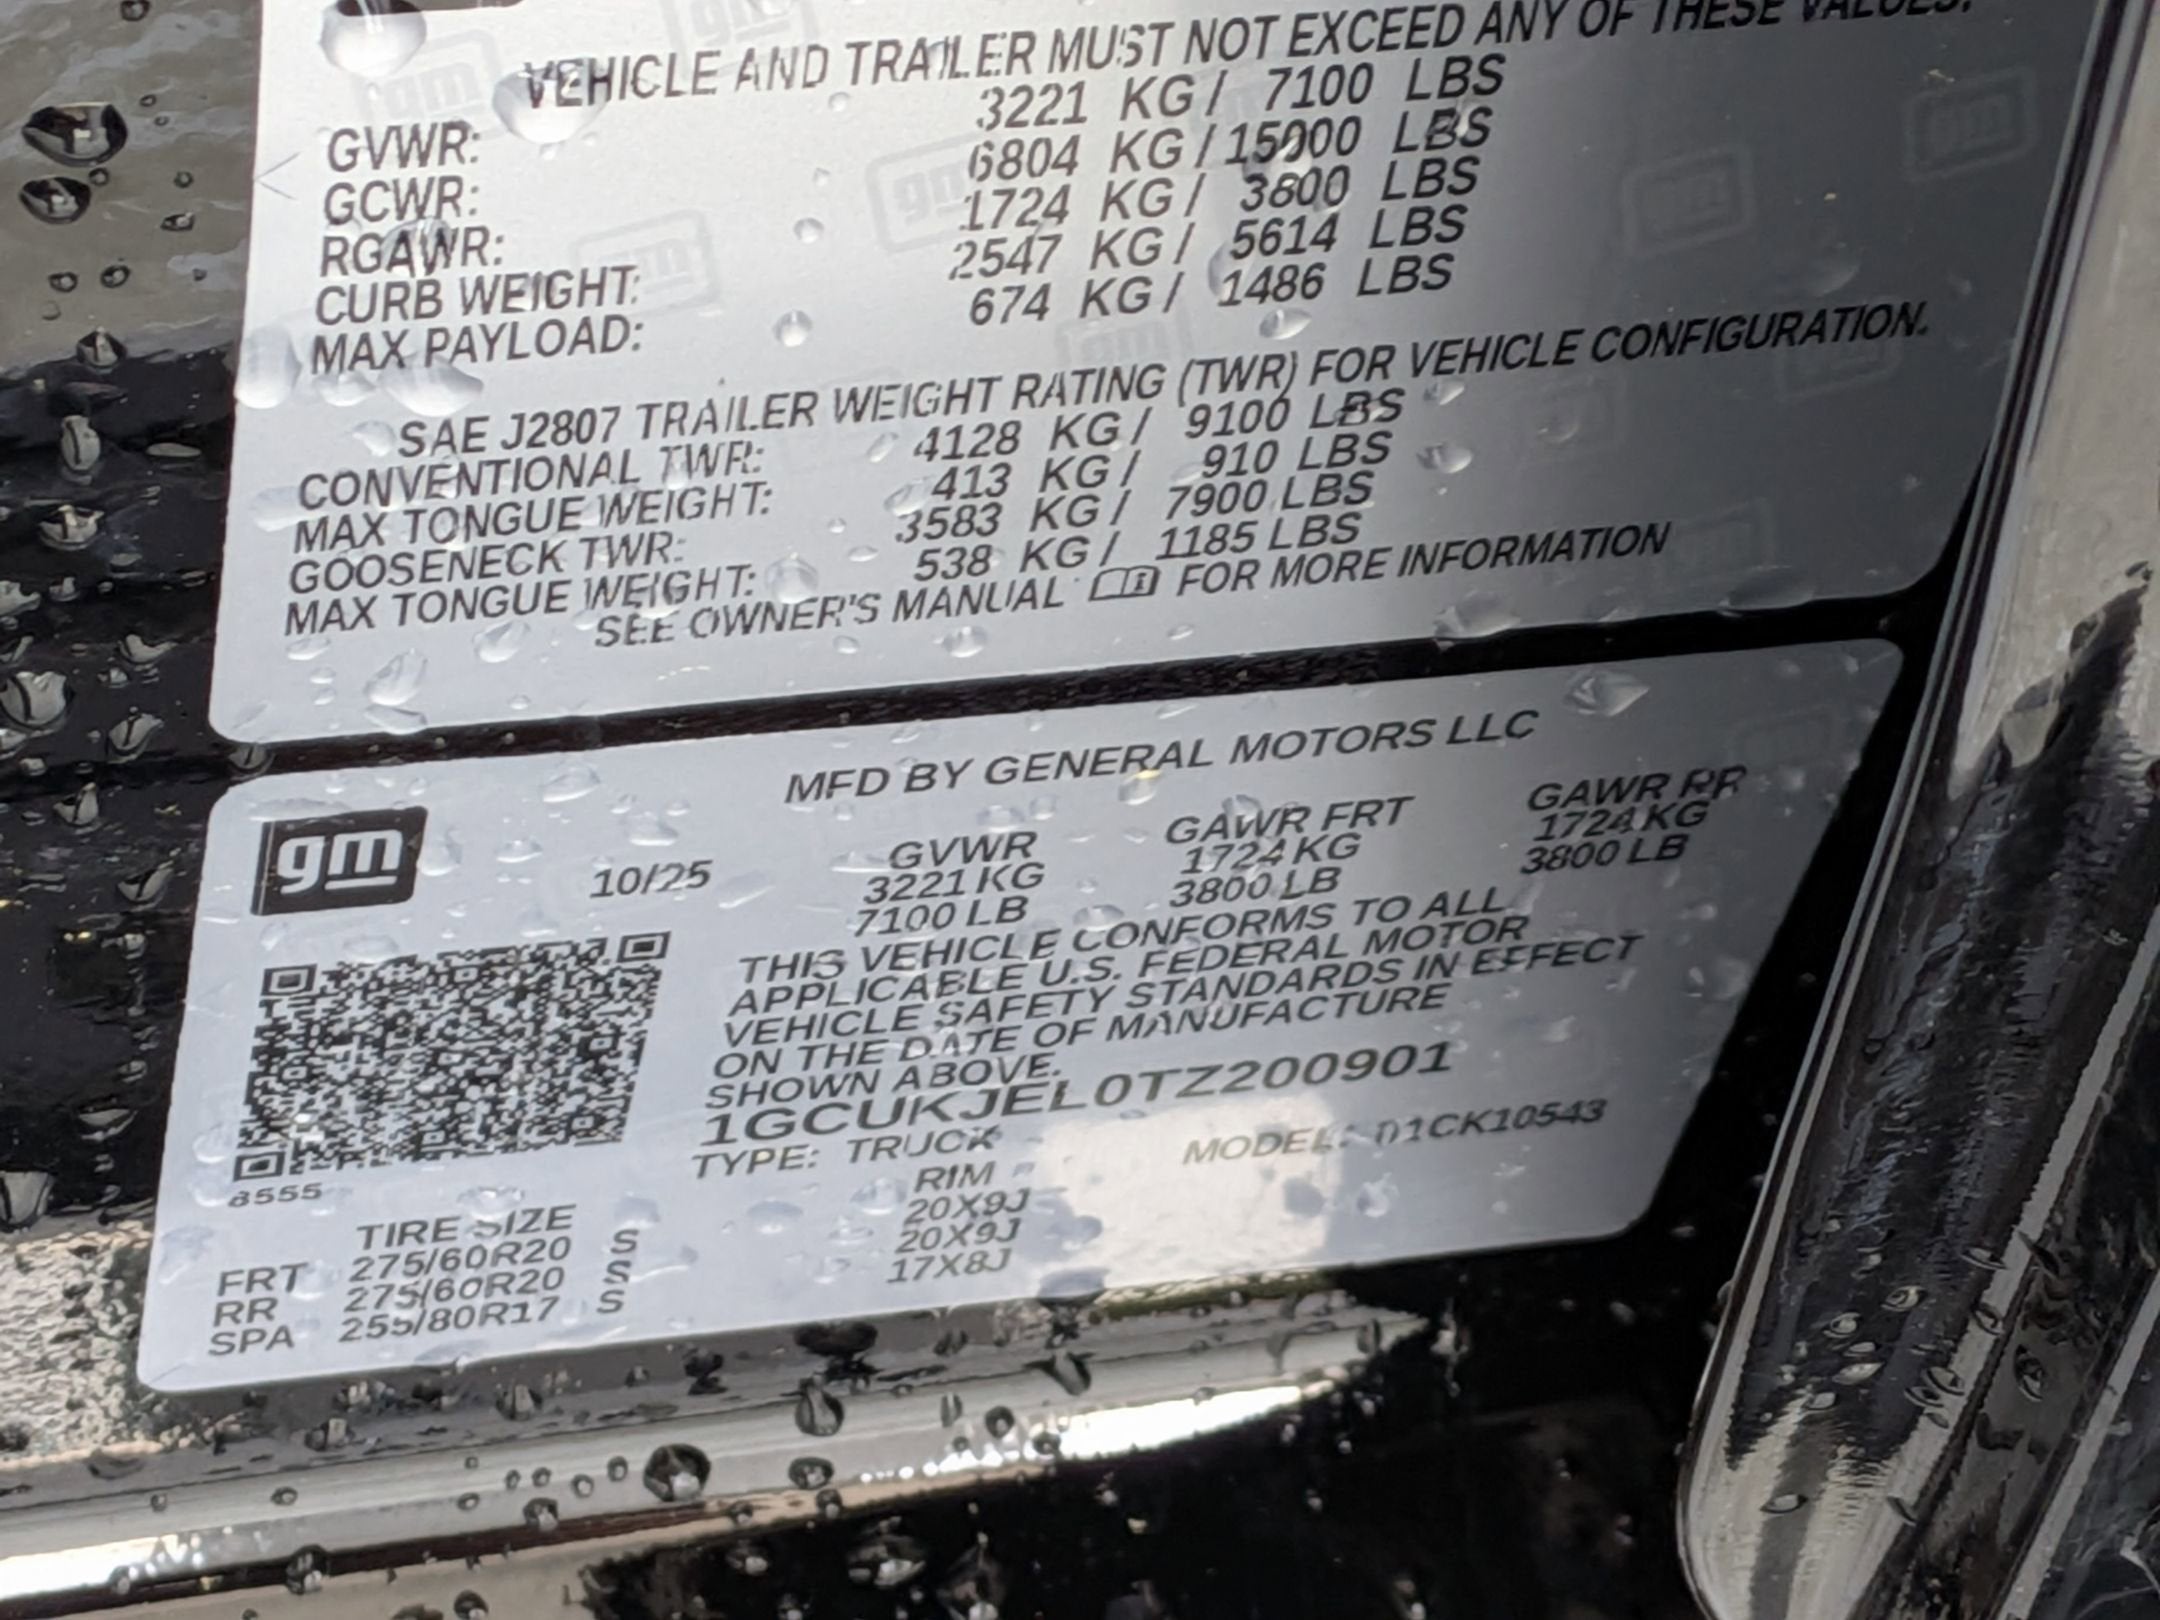 VEHICLE AND TRAILER MUST NOT EXCEED ANY OF THESE VALUES.
GVWR: 3221 KG / 7100 LBS
GCWR: 6804 KG / 15000 LBS
RGAWR: 1724 KG / 3800 LBS
CURB WEIGHT: 2547 KG / 5614 LBS
MAX PAYLOAD: 674 KG / 1486 LBS
SAE J2807 TRAILER WEIGHT RATING (TWR) FOR VEHICLE CONFIGURATION.
CONVENTIONAL TWR: 4128 KG / 9100 LBS
MAX TONGUE WEIGHT: 413 KG / 910 LBS
GOOSENECK TWR: 3583 KG / 7900 LBS
MAX TONGUE WEIGHT: 538 KG / 1185 LBS
SEE OWNER'S MANUAL FOR MORE INFORMATION
MFD BY GENERAL MOTORS LLC
gm
10/25
GVWR GAWR FRT GAWR RR
3221 KG 1724 KG 1724 KG
7100 LB 3800 LB 3800 LB
THIS VEHICLE CONFORMS TO ALL
APPLICABLE U.S. FEDERAL MOTOR
VEHICLE SAFETY STANDARDS IN EFFECT
ON THE DATE OF MANUFACTURE
SHOWN ABOVE.
1GCUKJEL0TZ200901
TYPE: TRUCK MODEL: D1CK10543
8555
TIRE SIZE RIM
FRT 275/60R20 S 20X9J
RR 275/60R20 S 20X9J
SPA 255/80R17 S 17X8J